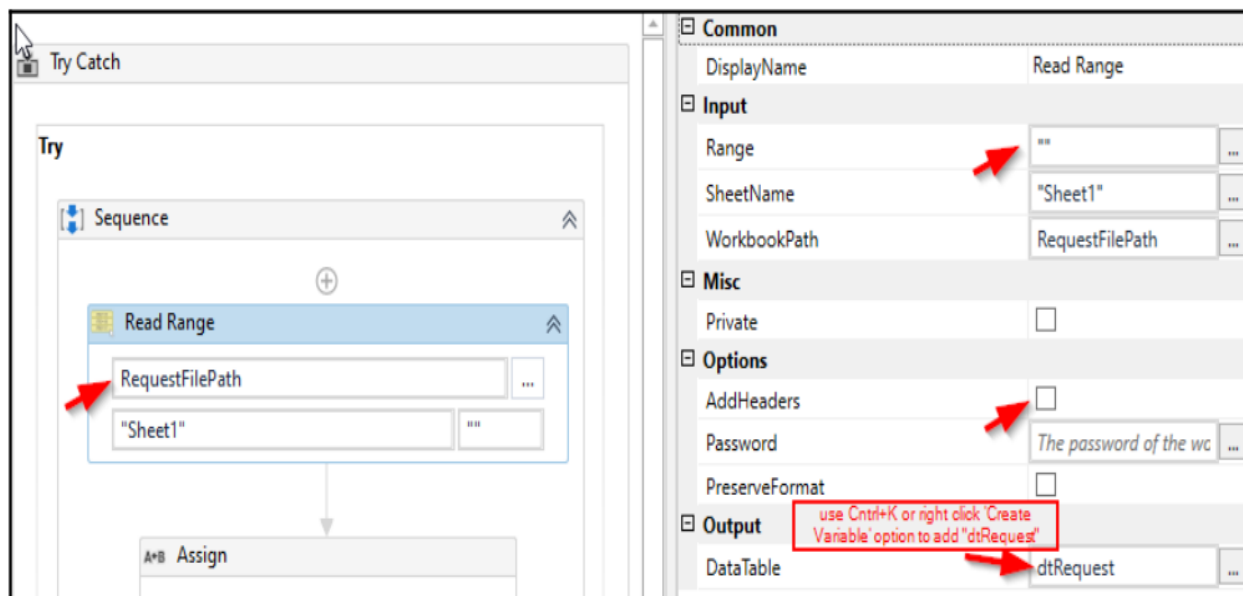 Try Catch
Try
Sequence
Read Range
RequestFilePath
...
"Sheet1"
""
A+B Assign
Common
DisplayName Read Range
Input
Range "" ...
SheetName "Sheet1" ...
WorkbookPath RequestFilePath ...
Misc
Private
Options
AddHeaders
Password The password of the wc ...
PreserveFormat
use Cntrl+K or right click 'Create
Variable' option to add "dtRequest"
Output
DataTable dtRequest ...